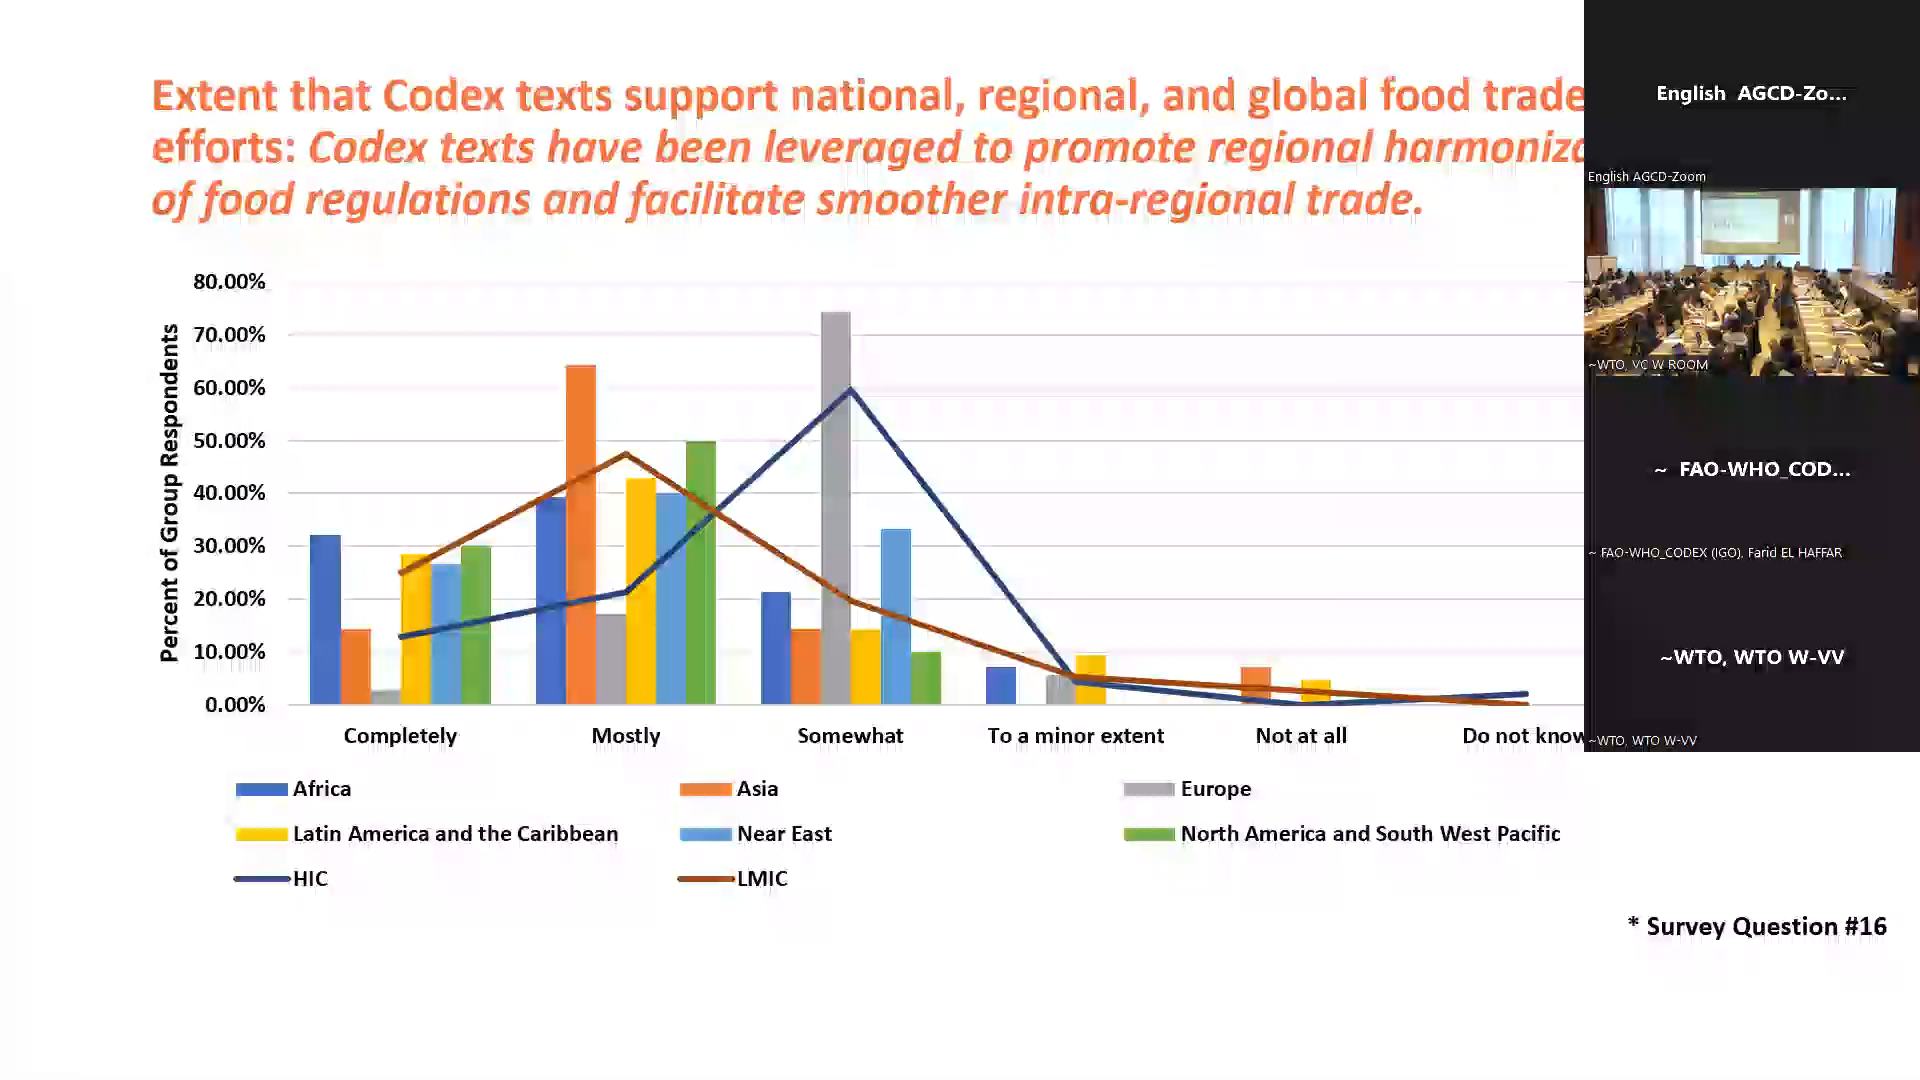 Extent that Codex texts support national, regional, and global food trade
efforts: Codex texts have been leveraged to promote regional
of food regulations and facilitate smoother intra-regional trade.
80.00%
70.00%
60.00%
50.00%
40.00%
30.00%
20.00%
10.00%
0.00%
Percent of Group Respondents
Completely
Mostly
Somewhat
To a minor extent
Not at all
Do not know
Africa
Asia
Europe
Latin America and the Caribbean
Near East
North America and South West Pacific
HIC
LMIC
* Survey Question #16
English AGCD-Zo...
English AGCD-Zoom
~WTO, VC W ROOM
~ FAO-WHO_COD...
~ FAO-WHO_CODEX (IGO), Farid EL HAFFAR
~WTO, WTO W-VV
~WTO, WTO W-VV